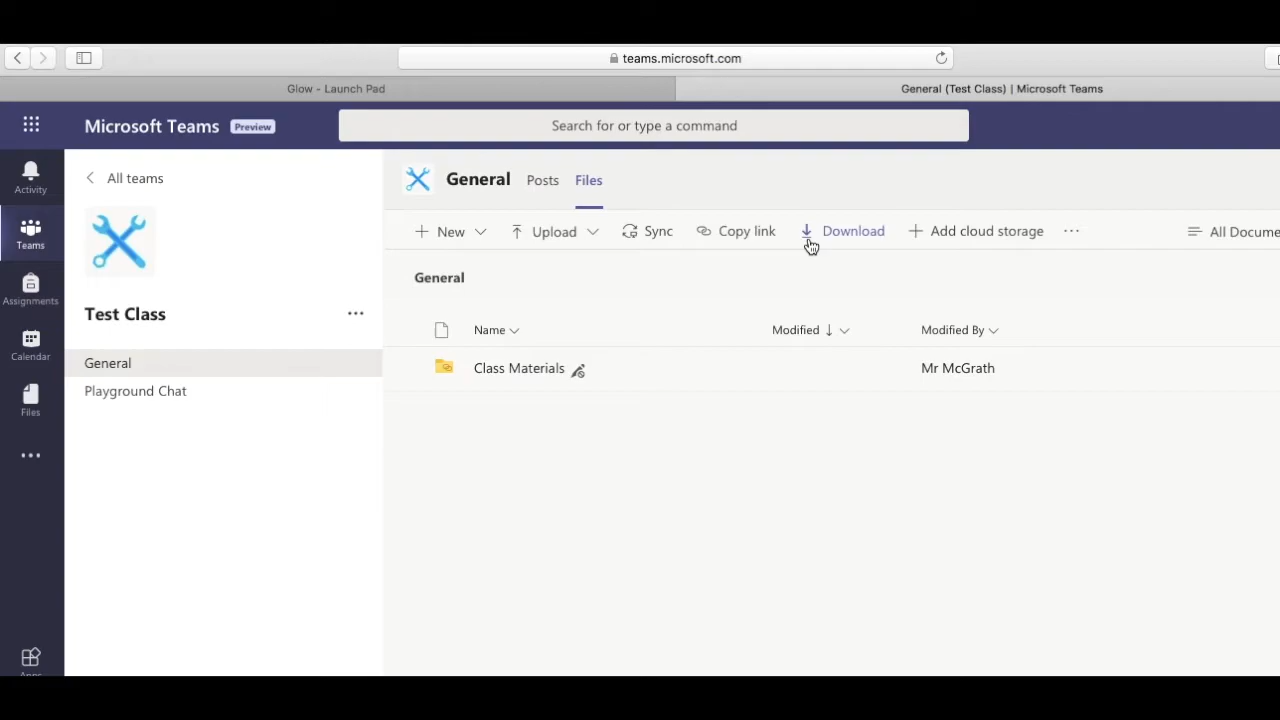 teams.microsoft.com
Glow - Launch Pad
General (Test Class) | Microsoft Teams
Microsoft Teams Preview
Search for or type a command
Activity
Teams
Assignments
Calendar
Files
Apps
All teams
Test Class
General
Playground Chat
General Posts Files
New Upload Sync Copy link Download Add cloud storage All Docume
General
Name Modified Modified By
Class Materials Mr McGrath